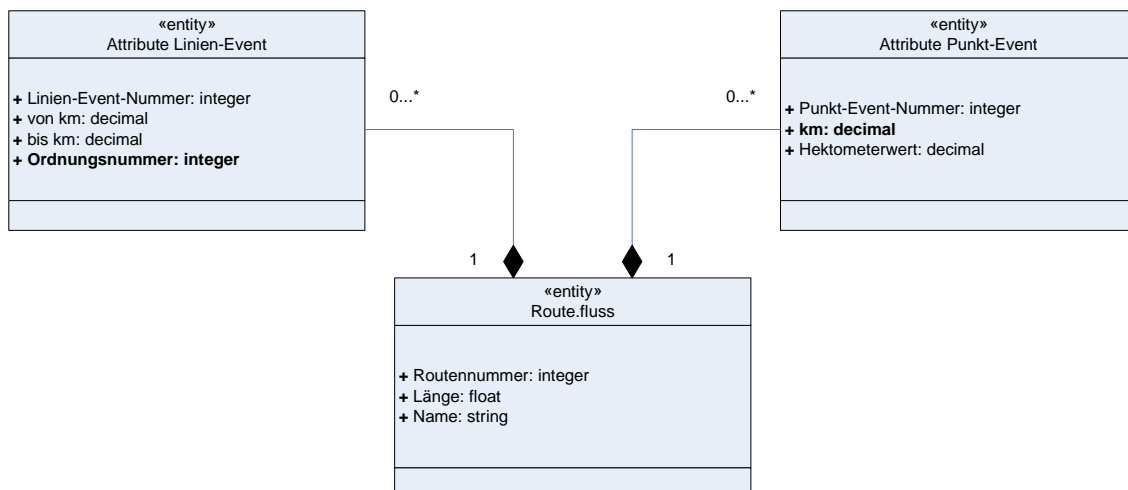 «entity»
Attribute Linien-Event
+ Linien-Event-Nummer: integer
+ von km: decimal
+ bis km: decimal
+ Ordnungsnummer: integer
0...*
«entity»
Attribute Punkt-Event
+ Punkt-Event-Nummer: integer
+ km: decimal
+ Hektometerwert: decimal
0...*
1
1
«entity»
Route.fluss
+ Routennummer: integer
+ Länge: float
+ Name: string